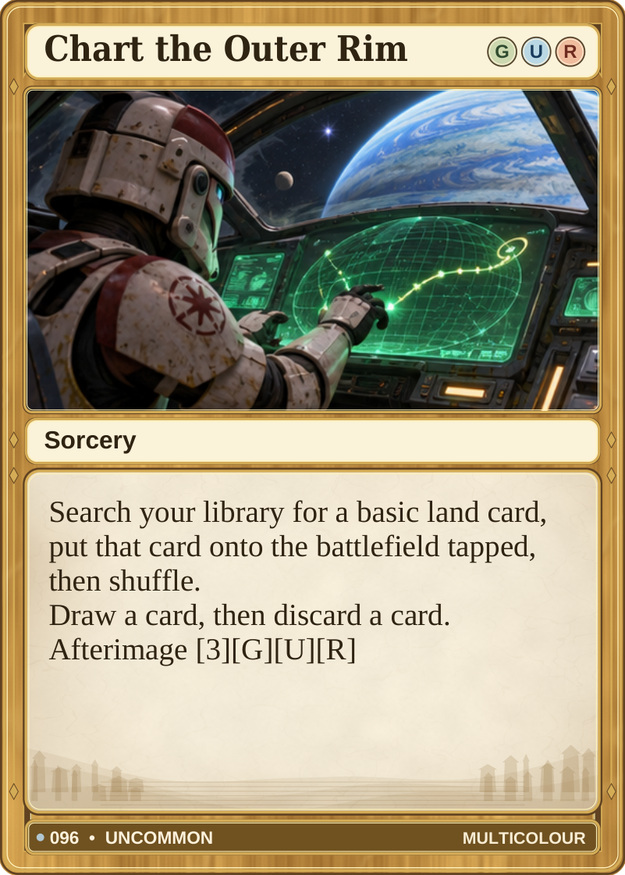 Chart the Outer Rim
G U R
Sorcery
Search your library for a basic land card,
put that card onto the battlefield tapped,
then shuffle.
Draw a card, then discard a card.
Afterimage [3][G][U][R]
096 • UNCOMMON
MULTICOLOUR